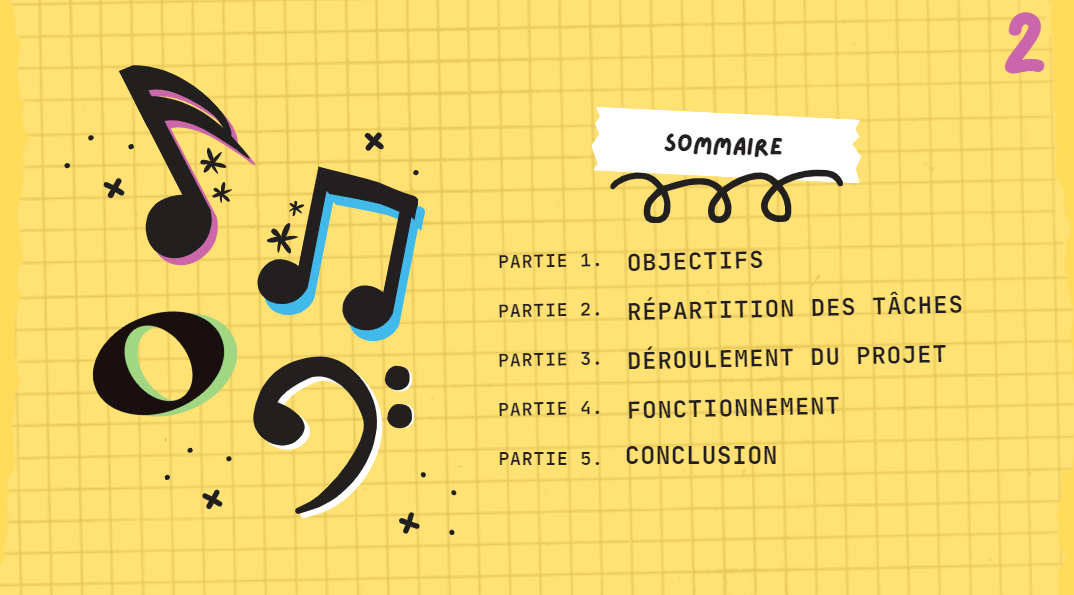 2
SOMMAIRE
PARTIE 1. OBJECTIFS
PARTIE 2. RÉPARTITION DES TÂCHES
PARTIE 3. DÉROULEMENT DU PROJET
PARTIE 4. FONCTIONNEMENT
PARTIE 5. CONCLUSION